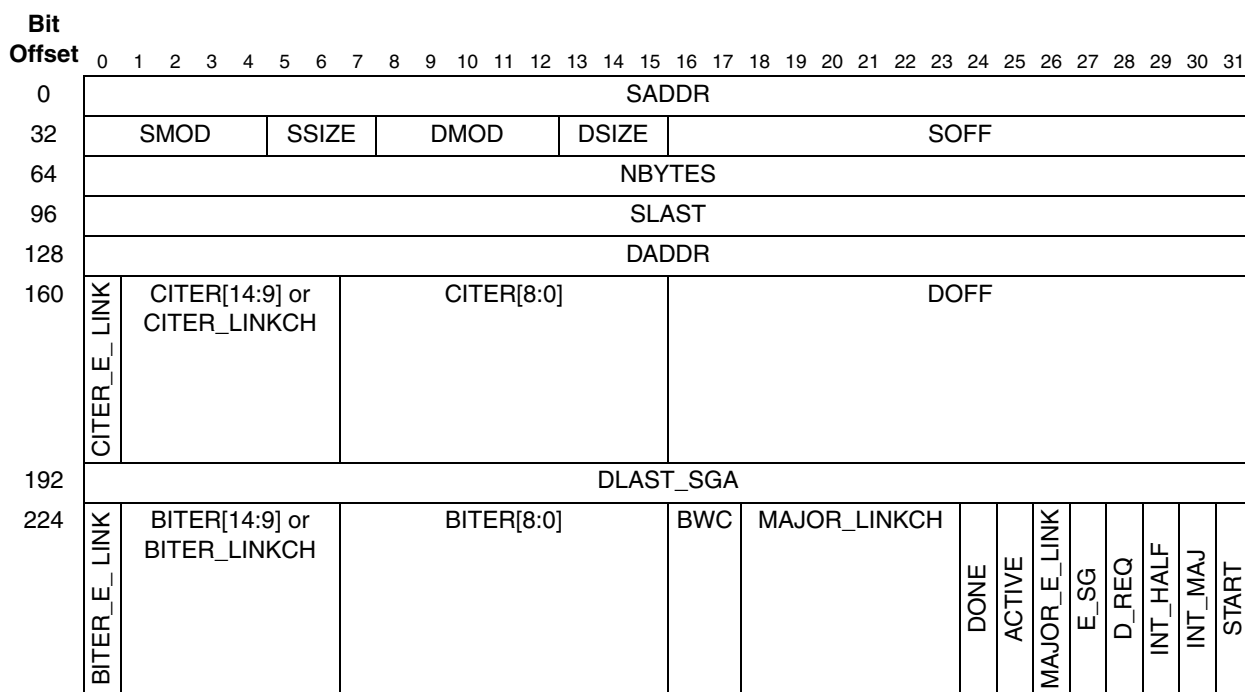 Bit
Offset 0 1 2 3 4 5 6 7 8 9 10 11 12 13 14 15 16 17 18 19 20 21 22 23 24 25 26 27 28 29 30 31
0 SADDR
32 SMOD SSIZE DMOD DSIZE SOFF
64 NBYTES
96 SLAST
128 DADDR
160 CITER_E_ LINK CITER[14:9] or CITER[8:0] DOFF
CITER_LINKCH
192 DLAST_SGA
224 BITER_E_ LINK BITER[14:9] or BITER[8:0] BWC MAJOR_LINKCH DONE ACTIVE MAJOR_E_LINK E_SG D_REQ INT_HALF INT_MAJ START
BITER_LINKCH